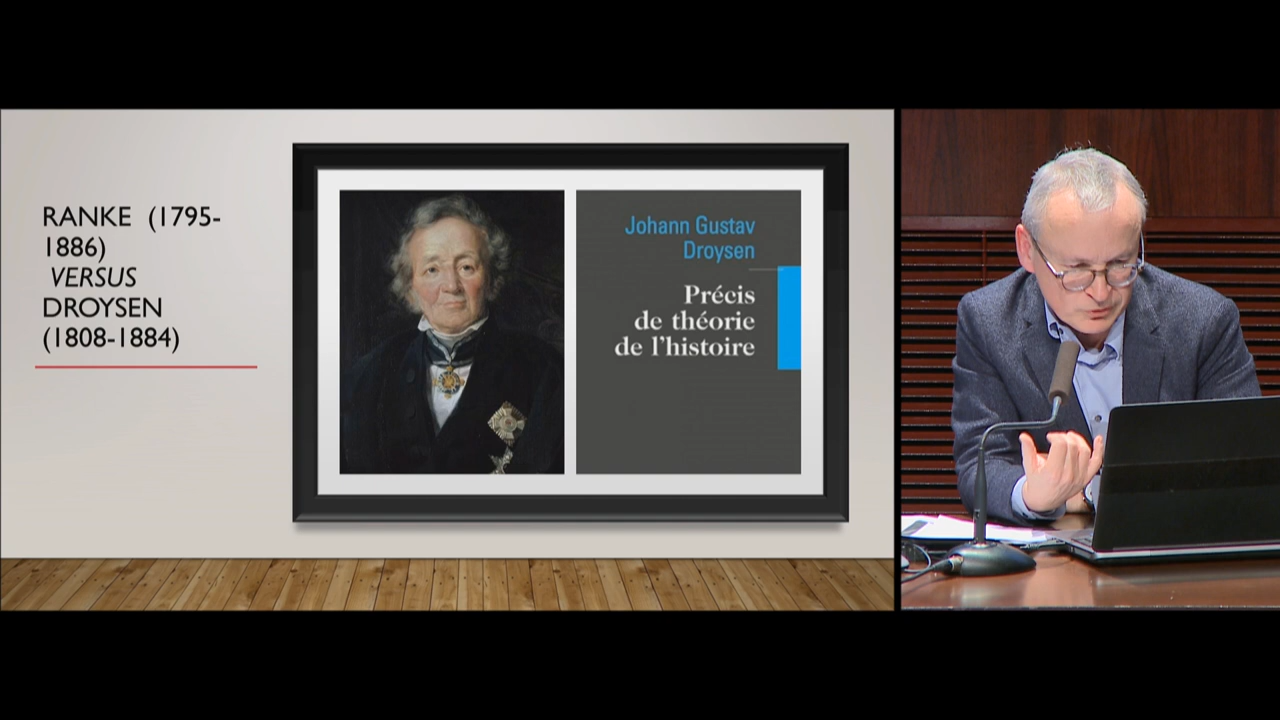 RANKE (1795-
1886)
VERSUS
DROYSEN
(1808-1884)
Johann Gustav
Droysen
Précis
de théorie
de l'histoire